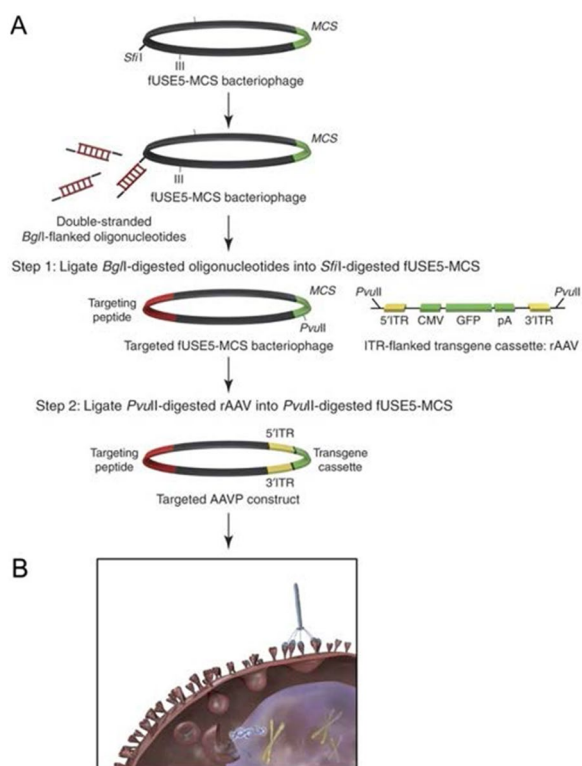 A
MCS
SfiI
III
fUSE5-MCS bacteriophage
MCS
III
fUSE5-MCS bacteriophage
Double-stranded
BglI-flanked oligonucleotides
Step 1: Ligate BglI-digested oligonucleotides into SfiI-digested fUSE5-MCS
Targeting
peptide
MCS
PvuII
Targeted fUSE5-MCS bacteriophage
PvuII
PvuII
5'ITR CMV GFP pA 3'ITR
ITR-flanked transgene cassette: rAAV
Step 2: Ligate PvuII-digested rAAV into PvuII-digested fUSE5-MCS
5'ITR
Targeting
peptide
Transgene
cassette
3'ITR
Targeted AAVP construct
B